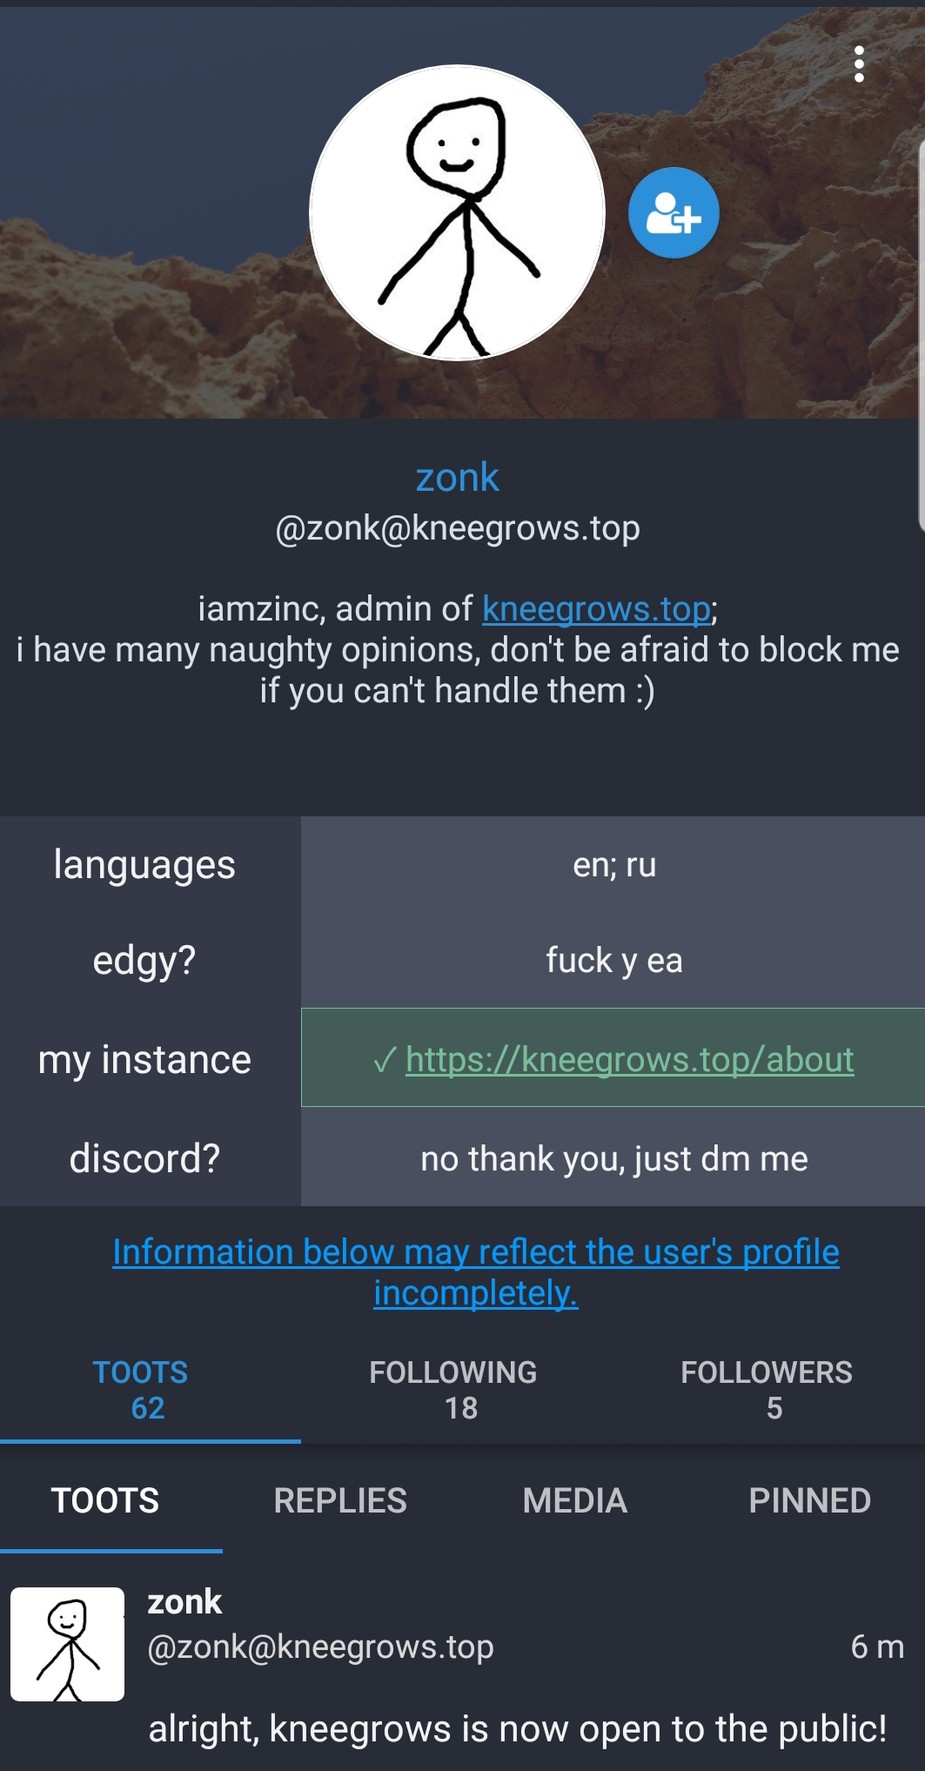 zonk
@zonk@kneegrows.top
iamzinc, admin of kneegrows.top;
i have many naughty opinions, don't be afraid to block me
if you can't handle them :)
languages
en; ru
edgy?
fuck y ea
my instance
✓ https://kneegrows.top/about
discord?
no thank you, just dm me
Information below may reflect the user's profile
incompletely.
TOOTS
62
FOLLOWING
18
FOLLOWERS
5
TOOTS
REPLIES
MEDIA
PINNED
zonk
@zonk@kneegrows.top
6 m
alright, kneegrows is now open to the public!